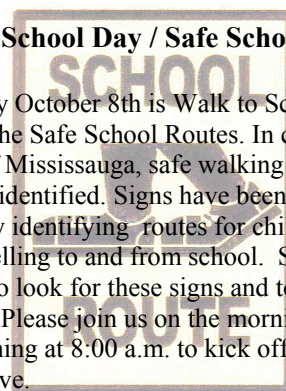 School Day / Safe Scho
SCHOOL
y October 8th is Walk to Sc
he Safe School Routes. In c
Mississauga, safe walking
identified. Signs have been
y identifying routes for chi
elling to and from school. S
o look for these signs and t
Please join us on the morni
ning at 8:00 a.m. to kick off
ve.
ROUTE